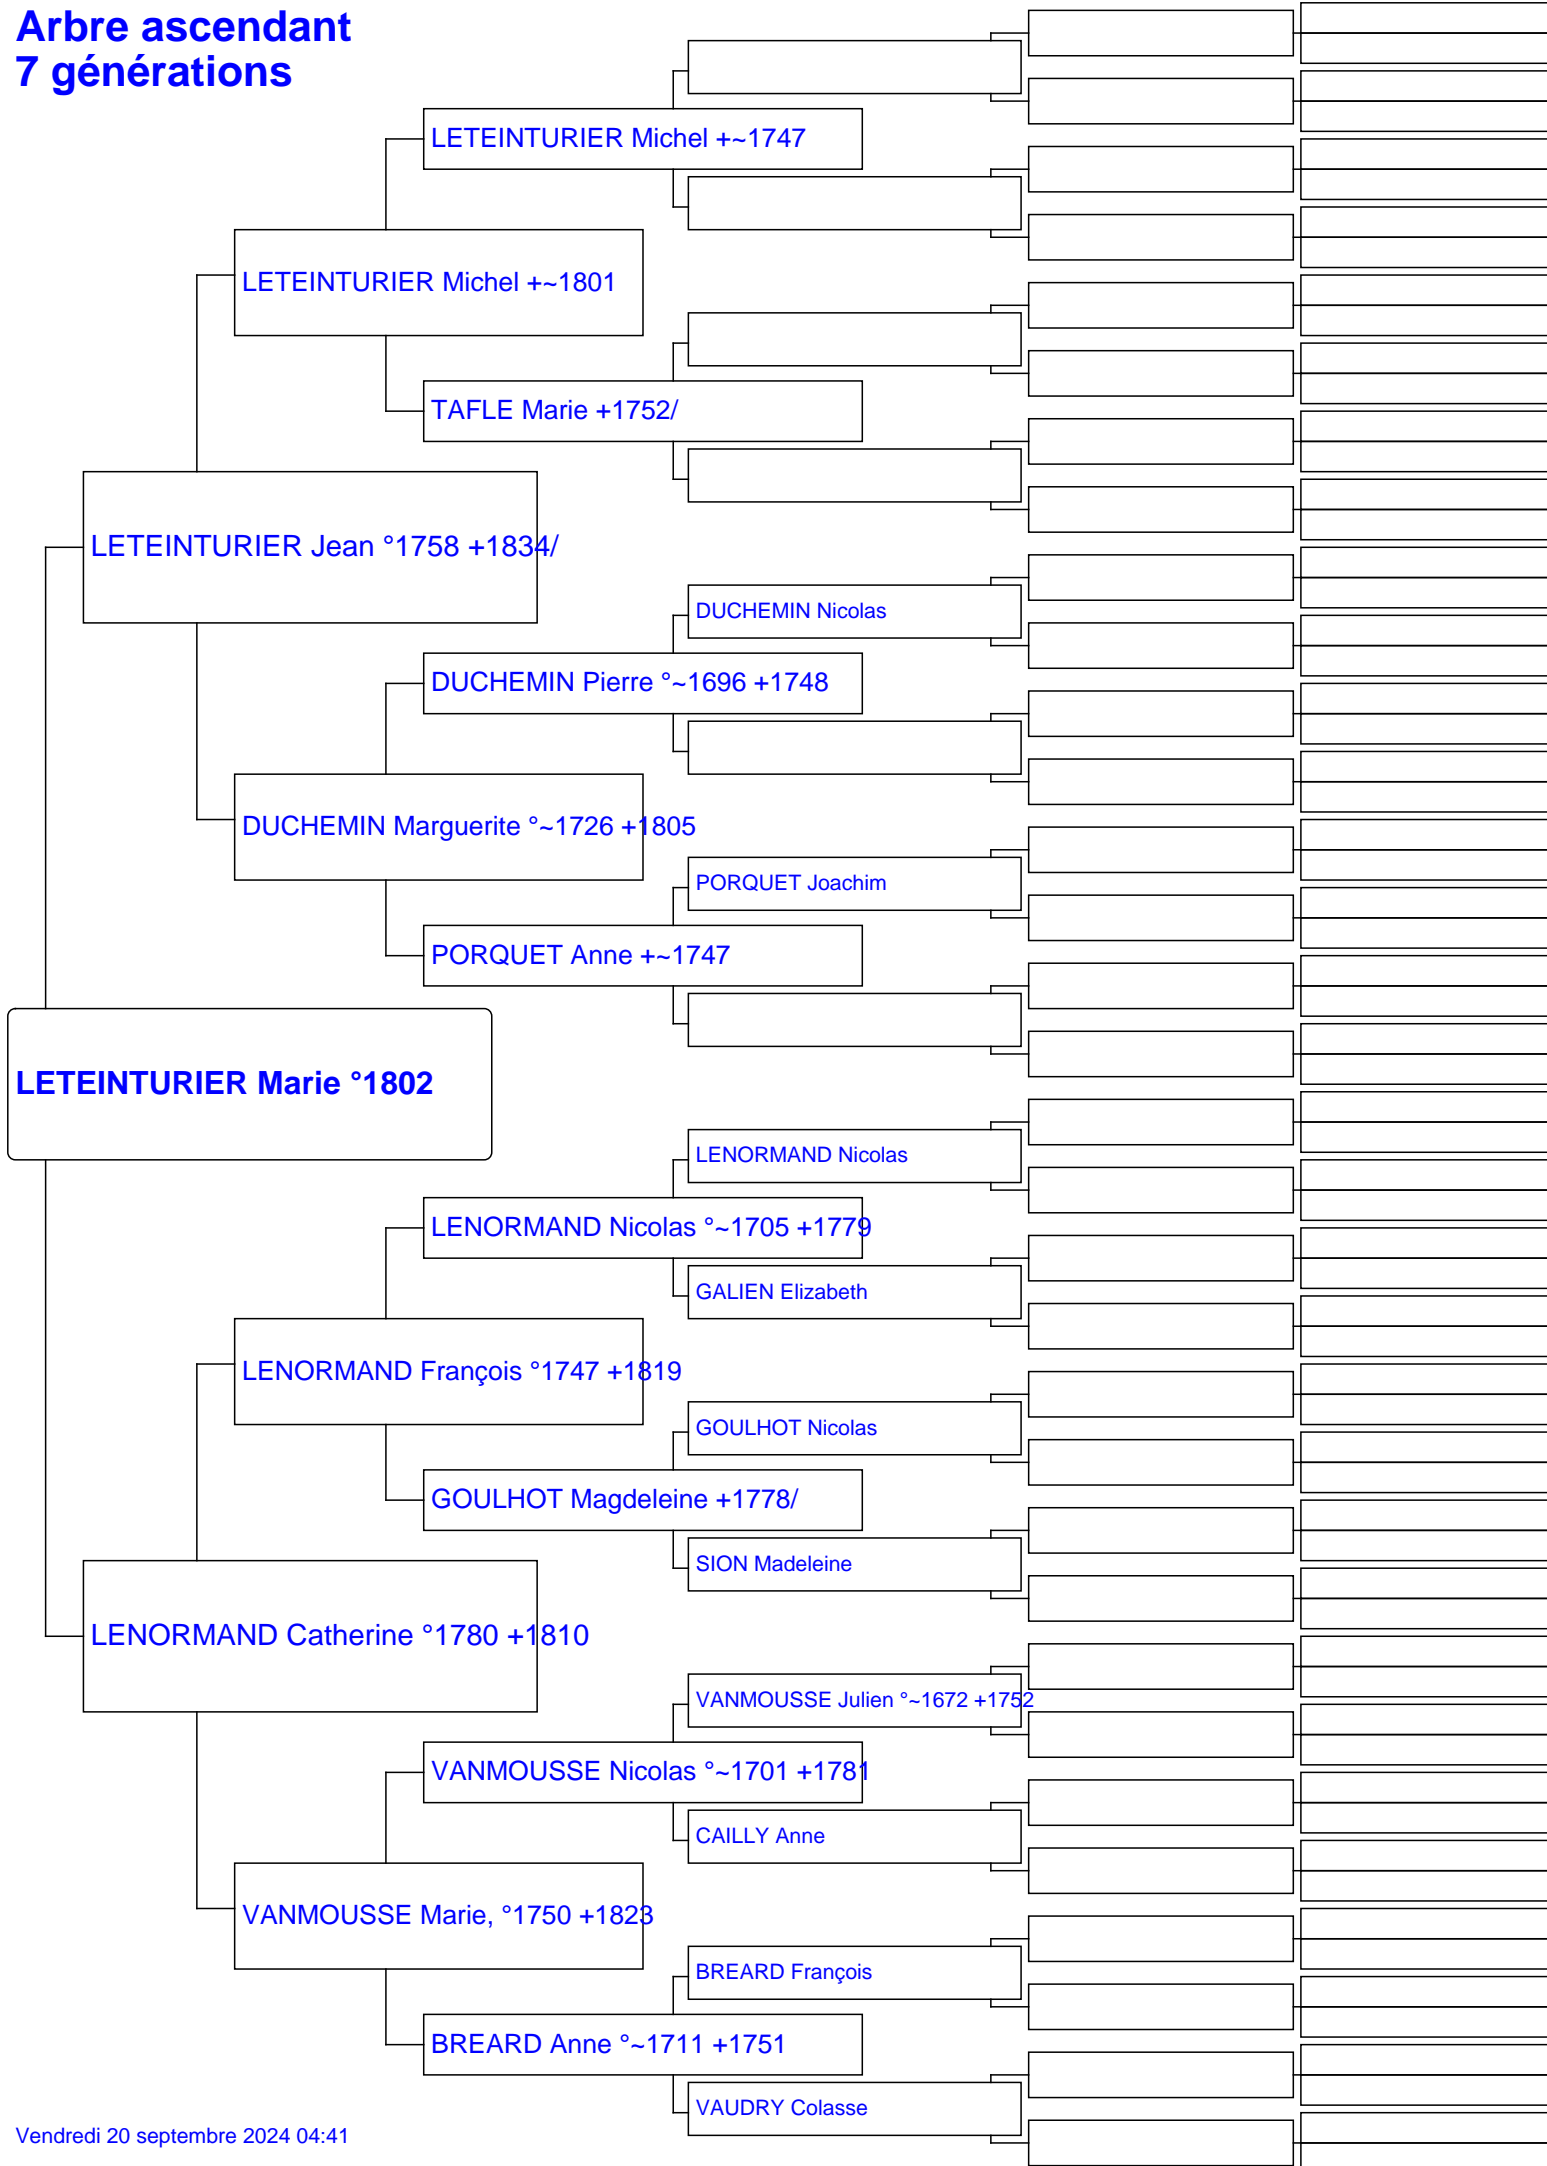 Arbre ascendant
7 générations
LETEINTURIER Michel +~1747
LETEINTURIER Michel +~1801
TAFLE Marie +1752/
LETEINTURIER Jean °1758 +1834/
DUCHEMIN Nicolas
DUCHEMIN Pierre °~1696 +1748
DUCHEMIN Marguerite °~1726 +1805
PORQUET Joachim
PORQUET Anne +~1747
LETEINTURIER Marie °1802
LENORMAND Nicolas
LENORMAND Nicolas °~1705 +1779
GALIEN Elizabeth
LENORMAND François °1747 +1819
GOULHOT Nicolas
GOULHOT Magdeleine +1778/
SION Madeleine
LENORMAND Catherine °1780 +1810
VANMOUSSE Julien °~1672 +1752
VANMOUSSE Nicolas °~1701 +1781
CAILLY Anne
VANMOUSSE Marie, °1750 +1823
BREARD François
BREARD Anne °~1711 +1751
VAUDRY Colasse
Vendredi 20 septembre 2024 04:41